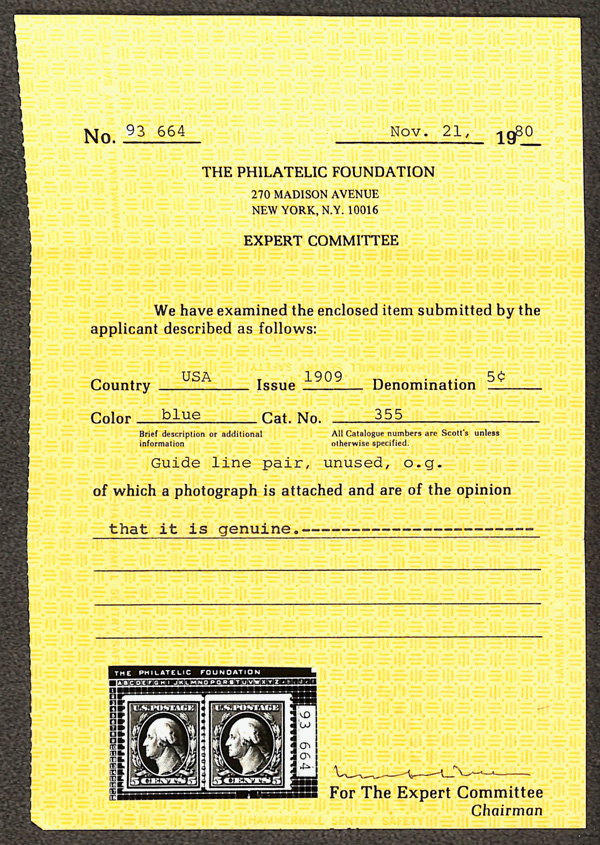 No. 93 664 Nov. 21, 1980
THE PHILATELIC FOUNDATION
270 MADISON AVENUE
NEW YORK, N.Y. 10016
EXPERT COMMITTEE
We have examined the enclosed item submitted by the
applicant described as follows:
Country USA Issue 1909 Denomination 5¢
Color blue Cat. No. 355
Brief description or additional
information
All Catalogue numbers are Scott's unless
otherwise specified.
Guide line pair, unused, o.g.
of which a photograph is attached and are of the opinion
that it is genuine.------------------------
THE PHILATELIC FOUNDATION
ABCDEFGHIJKLMNOPQRSTUVWXYZ
U.S. POSTAGE U.S. POSTAGE
5 CENTS 5 5 CENTS 5
93 664
For The Expert Committee
Chairman
HAMMERMILL SENTRY SAFETY